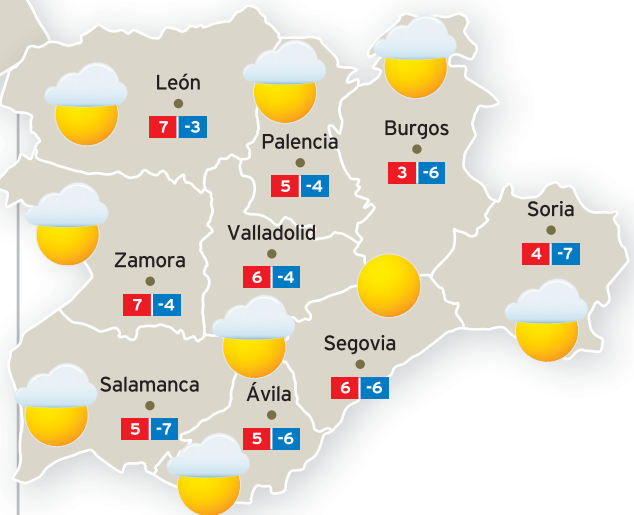 León
7 -3
Palencia
5 -4
Burgos
3 -6
Soria
4 -7
Valladolid
6 -4
Zamora
7 -4
Segovia
6 -6
Salamanca
5 -7
Ávila
5 -6